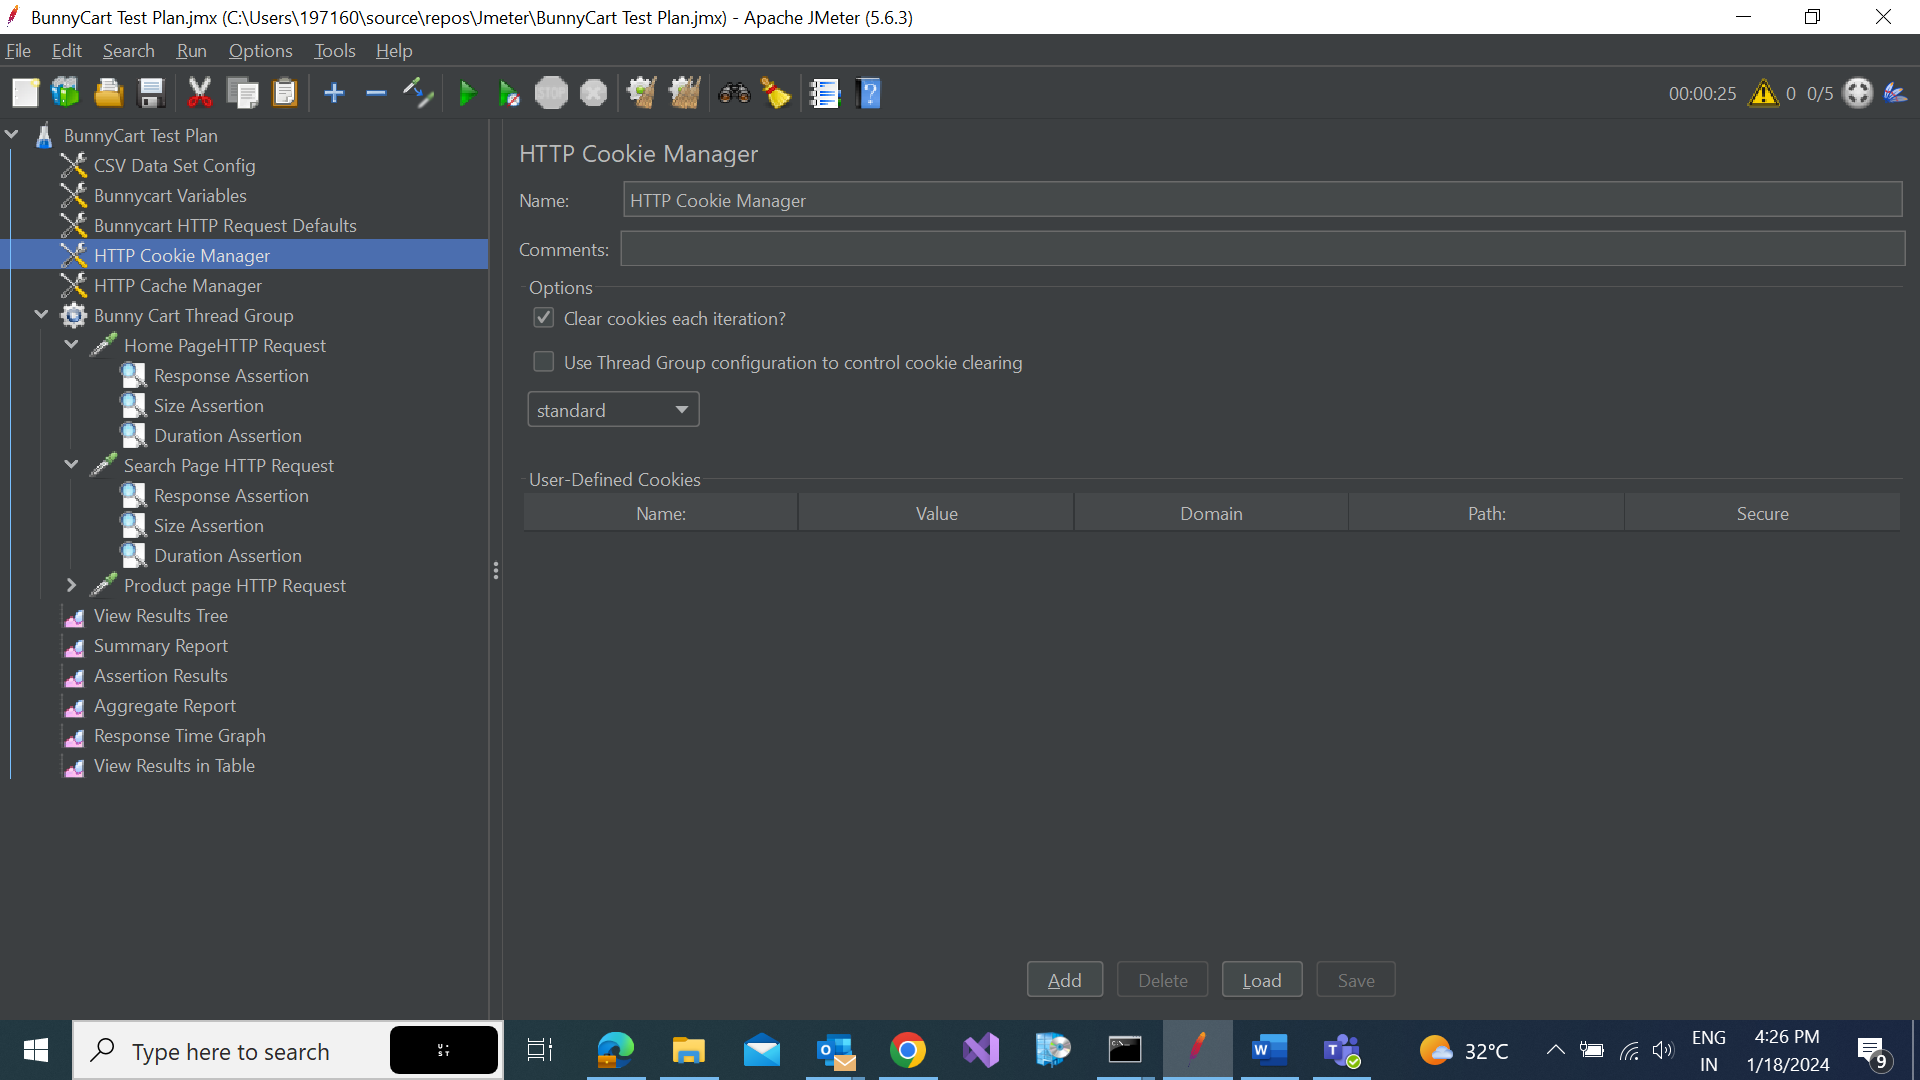 BunnyCart Test Plan.jmx (C:\Users\197160\source\repos\Jmeter\BunnyCart Test Plan.jmx) - Apache JMeter (5.6.3)
File Edit Search Run Options Tools Help
STOP
00:00:25 0 0/5
BunnyCart Test Plan
CSV Data Set Config
Bunnycart Variables
Bunnycart HTTP Request Defaults
HTTP Cookie Manager
HTTP Cache Manager
Bunny Cart Thread Group
Home PageHTTP Request
Response Assertion
Size Assertion
Duration Assertion
Search Page HTTP Request
Response Assertion
Size Assertion
Duration Assertion
Product page HTTP Request
View Results Tree
Summary Report
Assertion Results
Aggregate Report
Response Time Graph
View Results in Table
HTTP Cookie Manager
Name: HTTP Cookie Manager
Comments:
Options
Clear cookies each iteration?
Use Thread Group configuration to control cookie clearing
standard
User-Defined Cookies
Name: Value Domain Path: Secure
Add Delete Load Save
Type here to search
U ST
32°C
ENG
IN
4:26 PM
1/18/2024
9